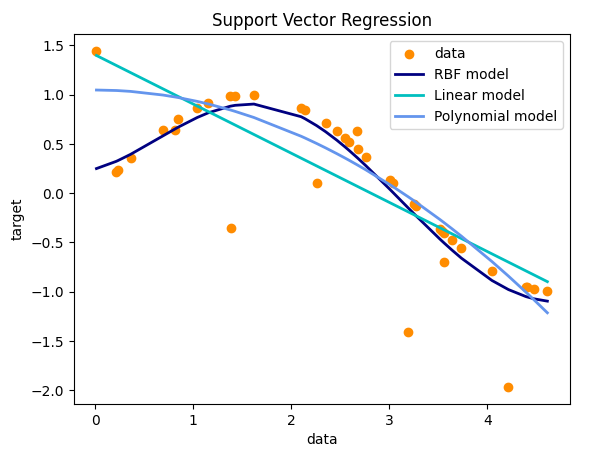 Support Vector Regression
data
RBF model
Linear model
Polynomial model
target
1.5
1.0
0.5
0.0
−0.5
−1.0
−1.5
−2.0
0 1 2 3 4
data